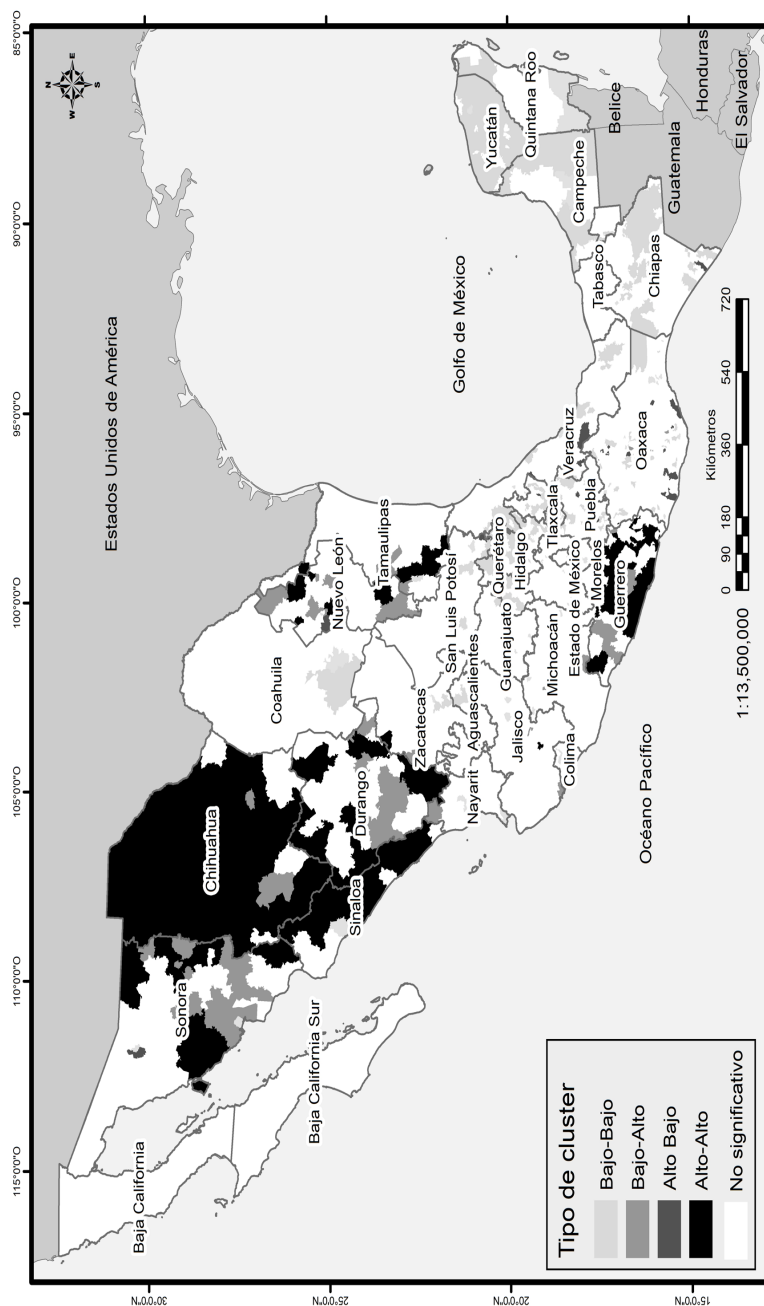 115°0'0"O
110°0'0"O
105°0'0"O
100°0'0"O
95°0'0"O
90°0'0"O
85°0'0"O
30°0'0"N
25°0'0"N
20°0'0"N
15°0'0"N
N
W
E
S
Estados Unidos de América
Golfo de México
Océano Pacífico
Baja California
Baja California Sur
Sonora
Chihuahua
Coahuila
Nuevo León
Tamaulipas
Sinaloa
Durango
Zacatecas
San Luis Potosí
Nayarit
Aguascalientes
Jalisco
Guanajuato
Querétaro
Hidalgo
Colima
Michoacán
Estado de México
Tlaxcala
Morelos
Puebla
Veracruz
Guerrero
Oaxaca
Tabasco
Chiapas
Campeche
Yucatán
Quintana Roo
Belice
Guatemala
Honduras
El Salvador
Tipo de cluster
Bajo-Bajo
Bajo-Alto
Alto Bajo
Alto-Alto
No significativo
Kilómetros
0 90 180 360 540 720
1:13,500,000